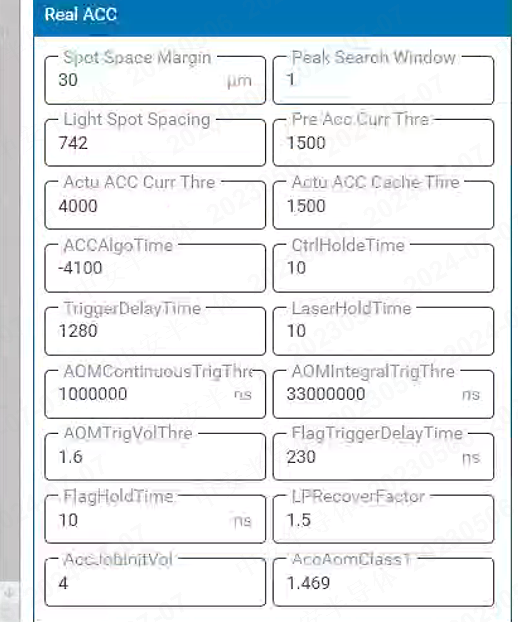 Real ACC
Spot Space Margin
30 μm
Peak Search Window
1
Light Spot Spacing
742
Pre Acc Curr Thre
1500
Actu ACC Curr Thre
4000
Actu ACC Cache Thre
1500
ACCAlgoTime
-4100
CtrlHoldeTime
10
TriggerDelayTime
1280
LaserHoldTime
10
AOMContinuousTrigThre
1000000 ns
AOMIntegralTrigThre
33000000 ns
AOMTrigVolThre
1.6
FlagTriggerDelayTime
230 ns
FlagHoldTime
10 ns
LPRecoverFactor
1.5
AccJobInitVol
4
AccAomClass1
1.469